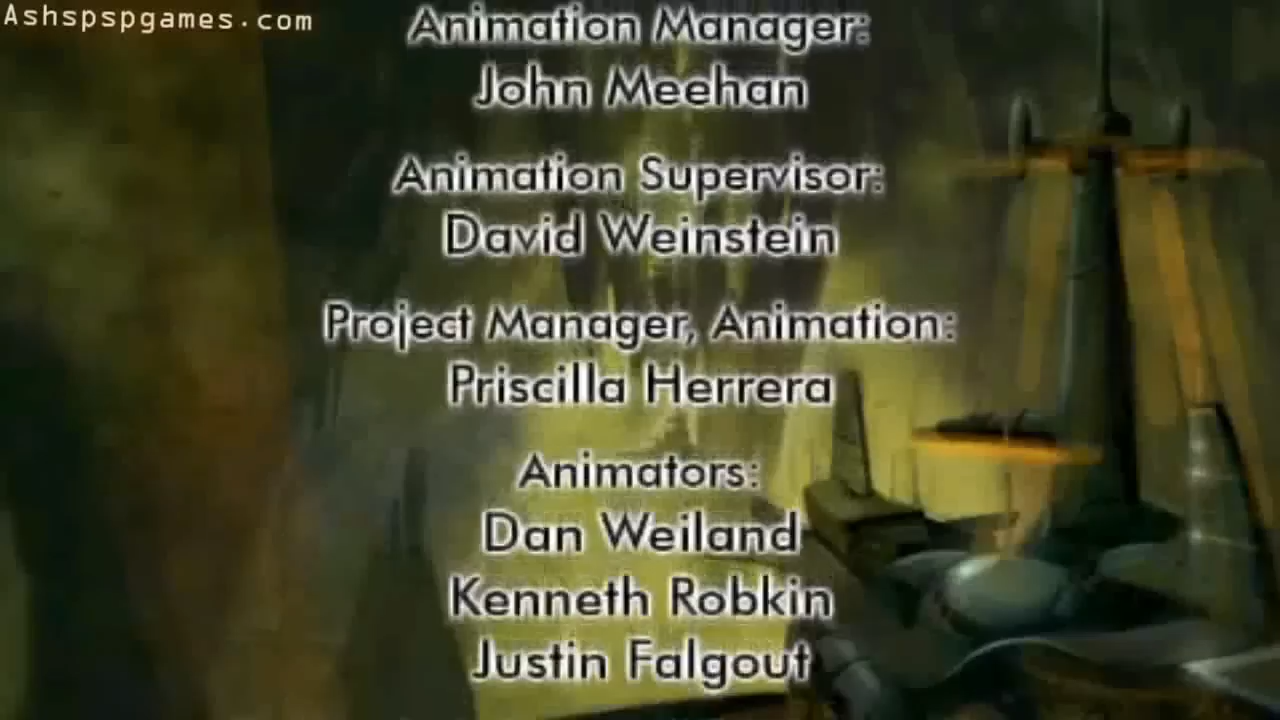 Ashspspgames.com
Animation Manager:
John Meehan
Animation Supervisor:
David Weinstein
Project Manager, Animation:
Priscilla Herrera
Animators:
Dan Weiland
Kenneth Robkin
Justin Falgout